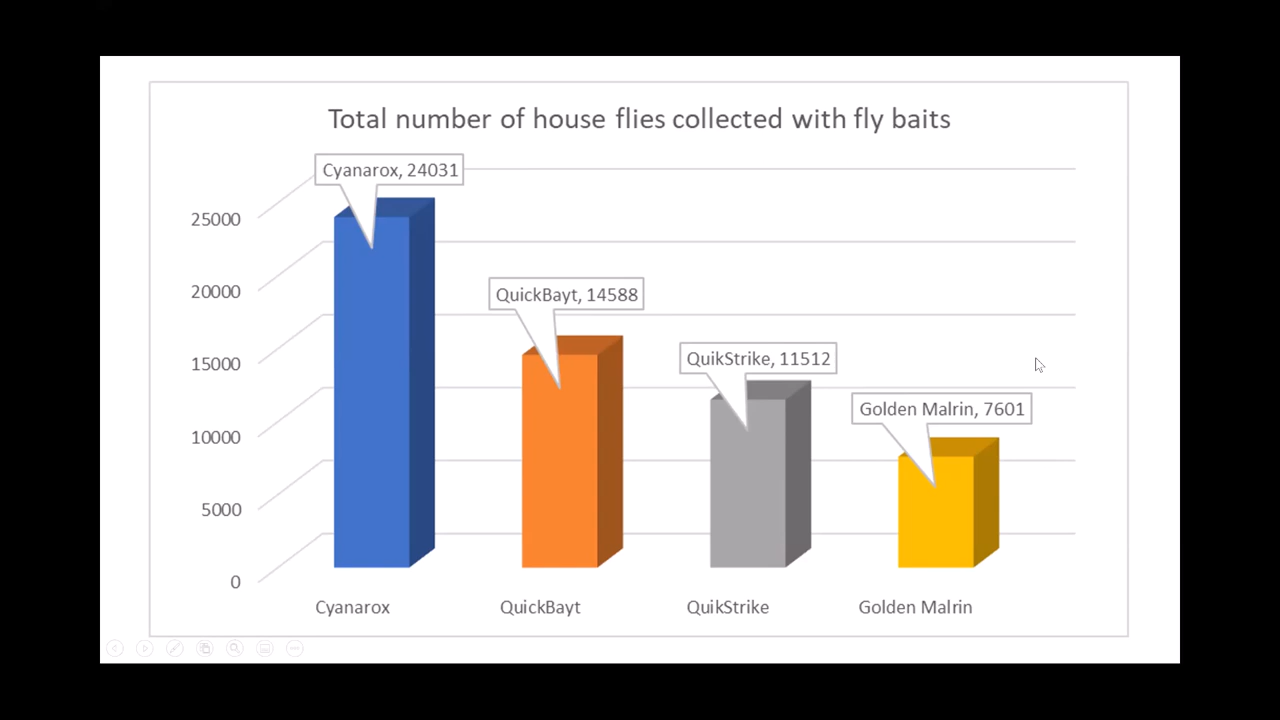 Total number of house flies collected with fly baits
Cyanarox, 24031
25000
20000
QuickBayt, 14588
15000
QuikStrike, 11512
10000
Golden Malrin, 7601
5000
0
Cyanarox
QuickBayt
QuikStrike
Golden Malrin